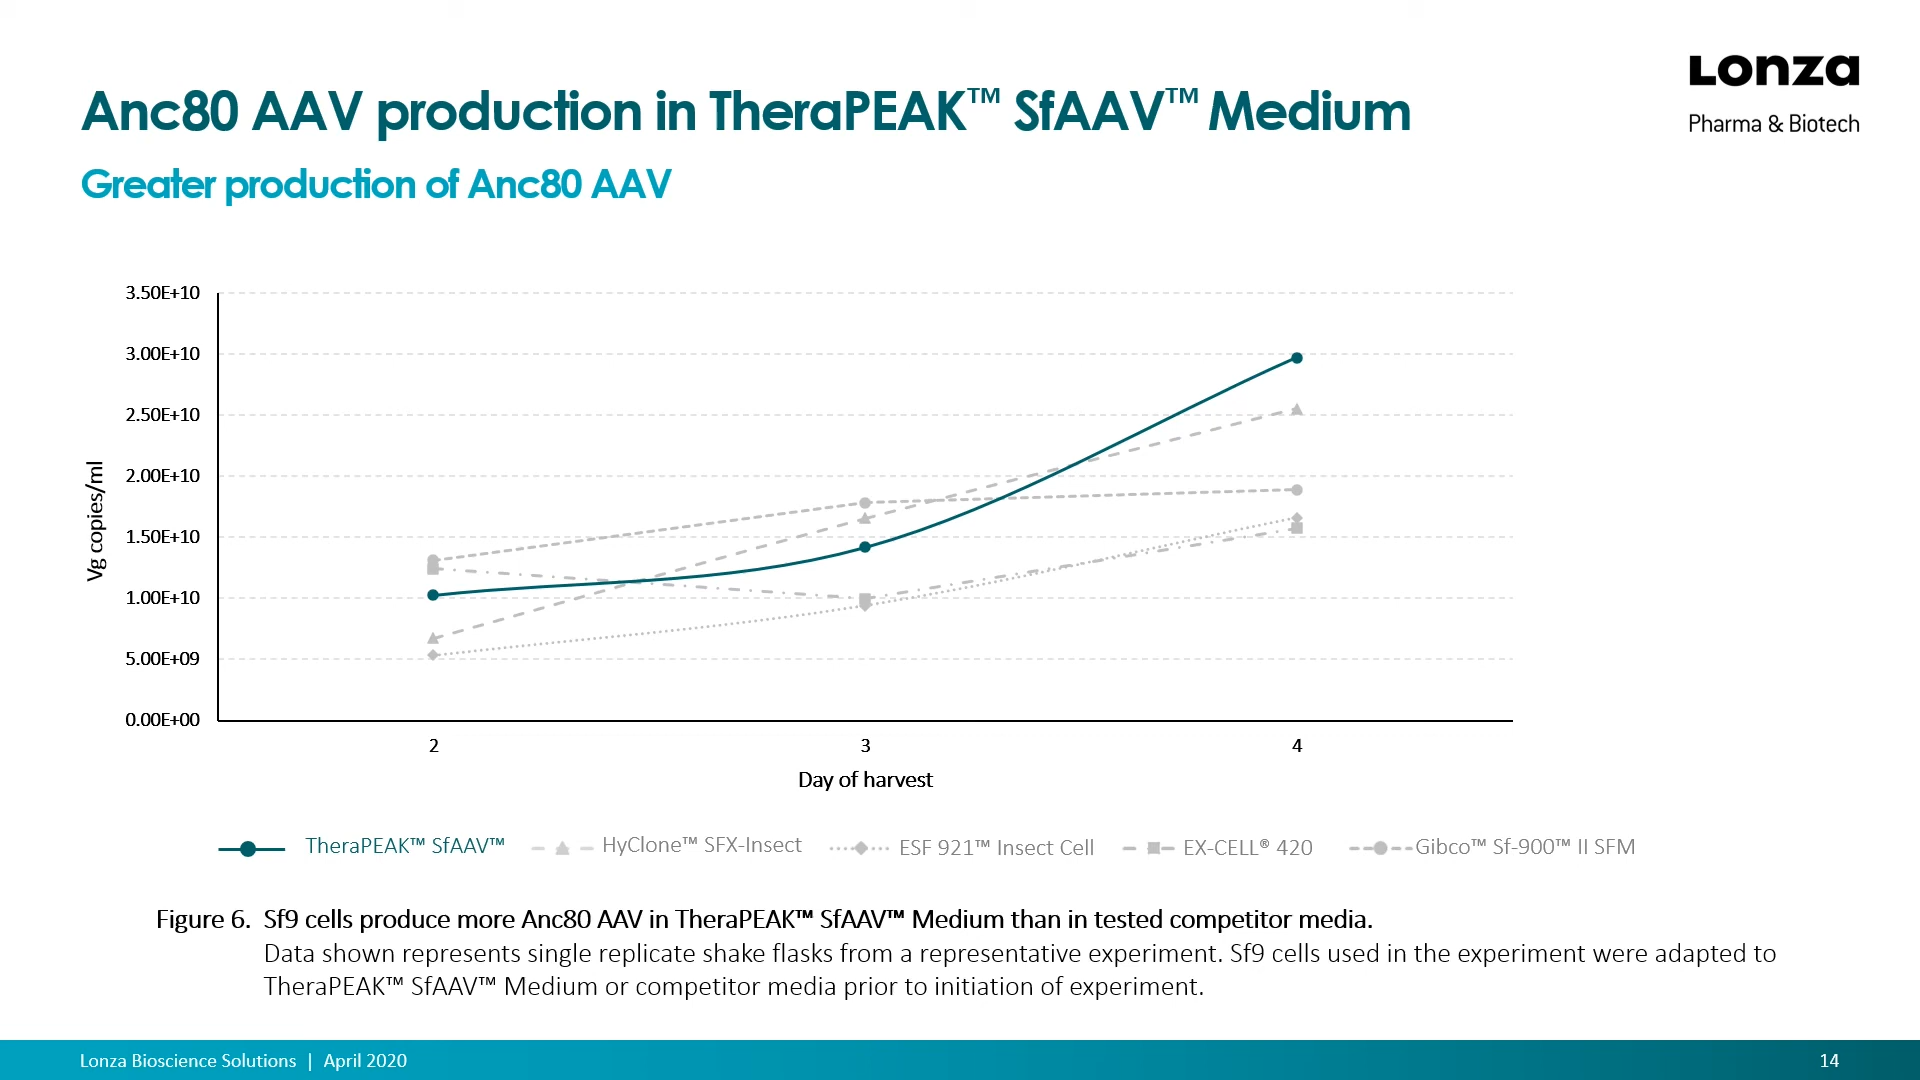 Lonza
Pharma & Biotech
Anc80 AAV production in TheraPEAK™ SfAAV™ Medium
Greater production of Anc80 AAV
3.50E+10
3.00E+10
2.50E+10
2.00E+10
1.50E+10
1.00E+10
5.00E+09
0.00E+00
Vg copies/ml
2 3 4
Day of harvest
TheraPEAK™ SfAAV™ HyClone™ SFX-Insect ESF 921™ Insect Cell EX-CELL® 420 Gibco™ Sf-900™ II SFM
Figure 6. Sf9 cells produce more Anc80 AAV in TheraPEAK™ SfAAV™ Medium than in tested competitor media.
Data shown represents single replicate shake flasks from a representative experiment. Sf9 cells used in the experiment were adapted to
TheraPEAK™ SfAAV™ Medium or competitor media prior to initiation of experiment.
Lonza Bioscience Solutions | April 2020
14